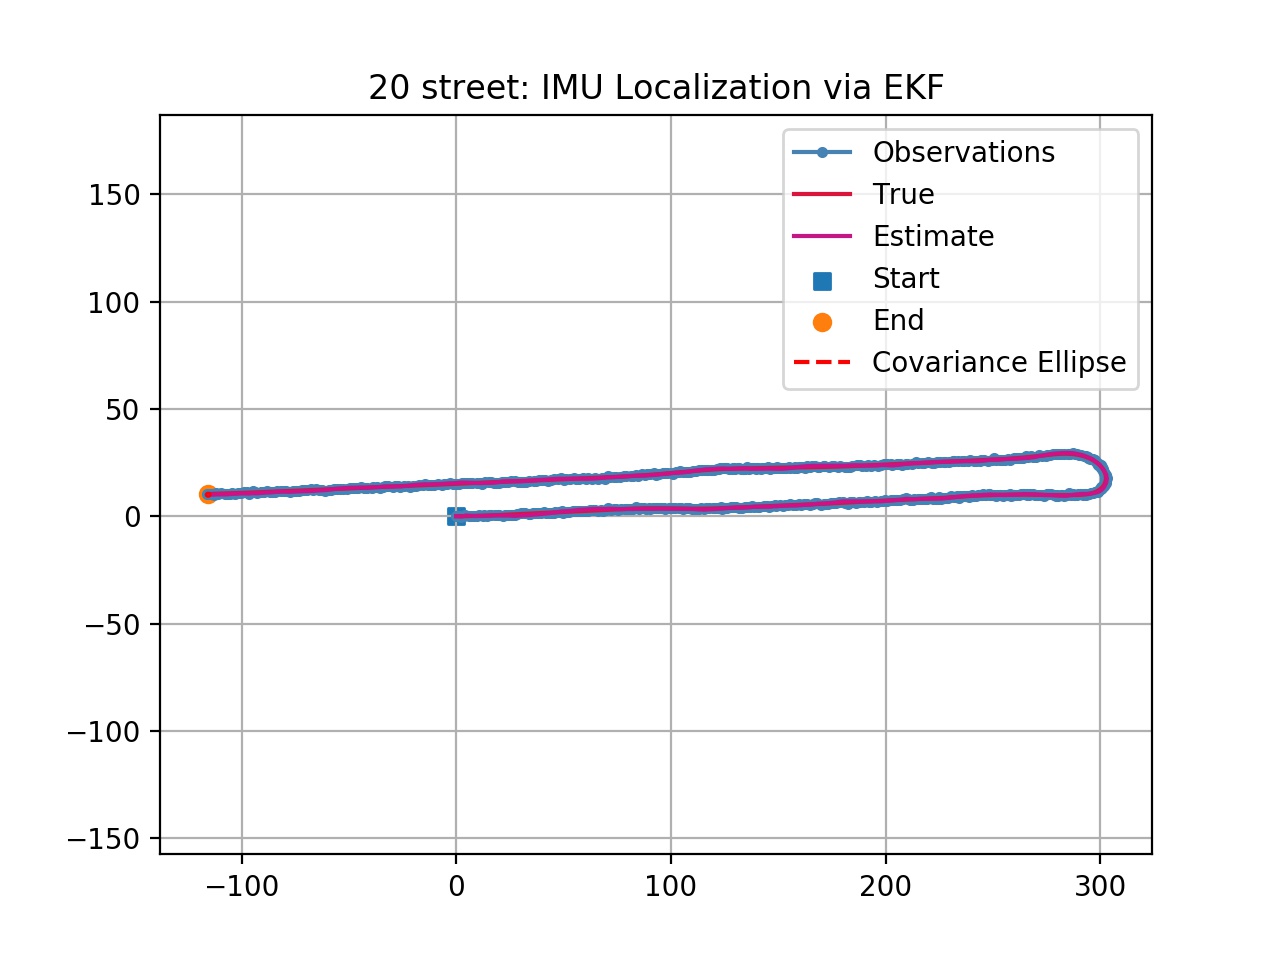 20 street: IMU Localization via EKF
Observations
True
Estimate
Start
End
Covariance Ellipse
150
100
50
0
−50
−100
−150
−100 0 100 200 300